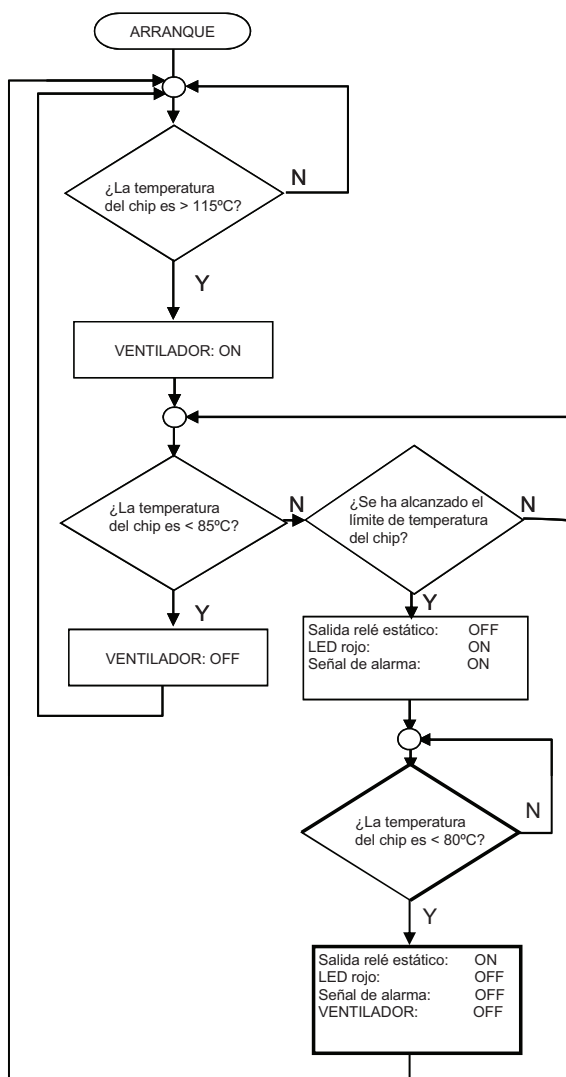 ARRANQUE
¿La temperatura
del chip es > 115ºC?
N
Y
VENTILADOR: ON
¿La temperatura
del chip es < 85ºC?
N
¿Se ha alcanzado el
límite de temperatura
del chip?
N
Y
Y
VENTILADOR: OFF
Salida relé estático: OFF
LED rojo: ON
Señal de alarma: ON
¿La temperatura
del chip es < 80ºC?
N
Y
Salida relé estático: ON
LED rojo: OFF
Señal de alarma: OFF
VENTILADOR: OFF